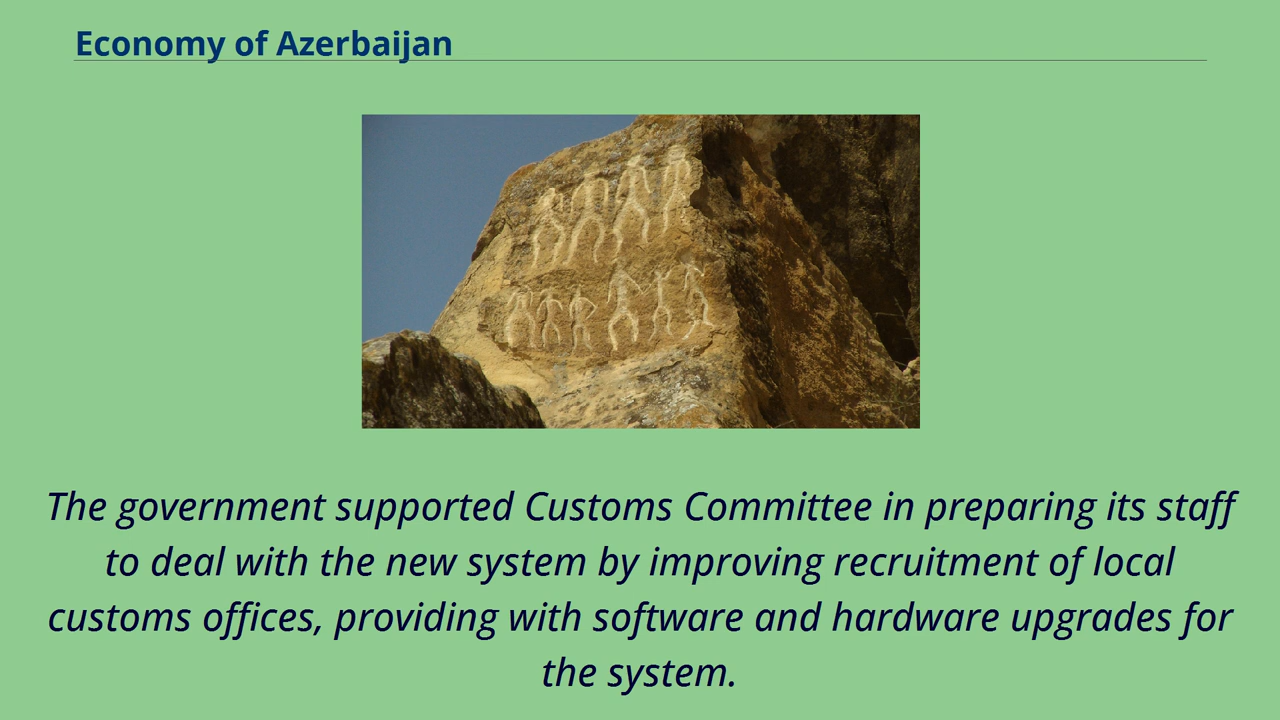 Economy of Azerbaijan
The government supported Customs Committee in preparing its staff
to deal with the new system by improving recruitment of local
customs offices, providing with software and hardware upgrades for
the system.